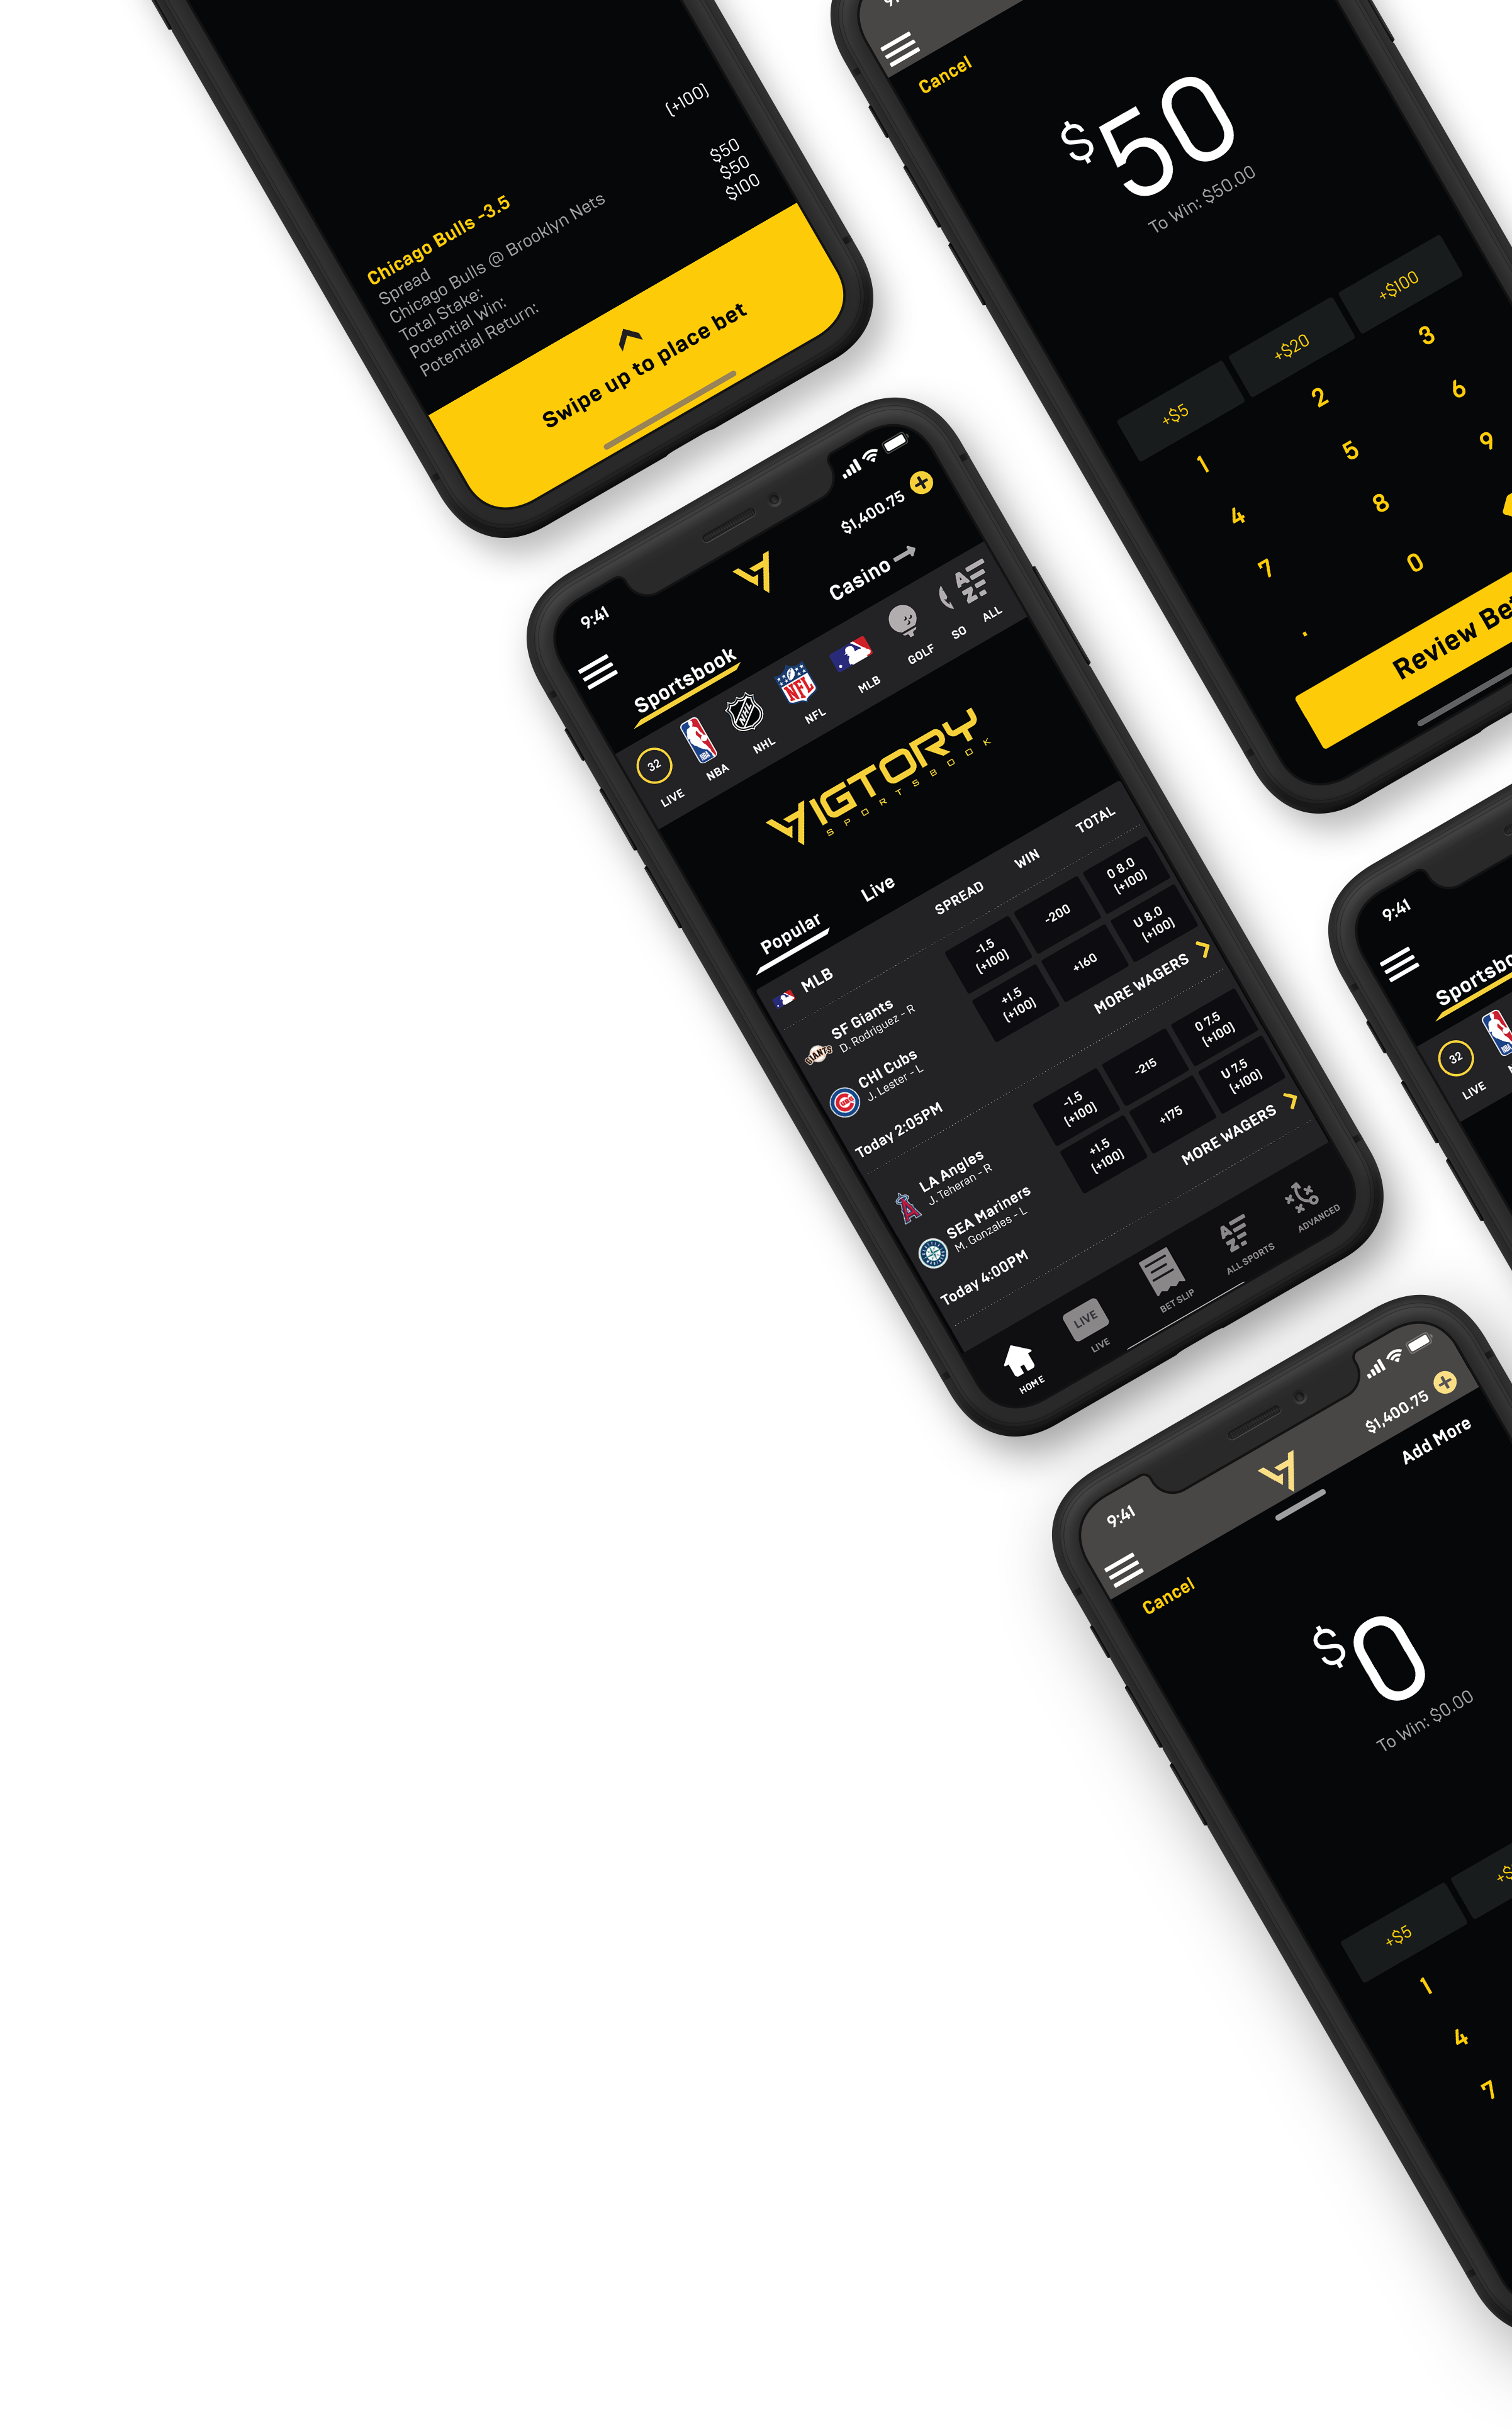 (+100)
$50
$50
$100
Chicago Bulls -3.5
Spread
Chicago Bulls @ Brooklyn Nets
Total Stake:
Potential Win:
Potential Return:
Swipe up to place bet
Cancel
$50
To Win: $50.00
+$5
+$20
+$100
1 2 3
4 5 6
7 8 9
. 0
Review Bet
9:41
$1,400.75
Sportsbook
Casino
32
LIVE
NBA
NHL
NFL
MLB
GOLF
SO
ALL
VIGTORY
SPORTSBOOK
Popular
Live
MLB
SPREAD
WIN
TOTAL
SF Giants
D. Rodriguez - R
-1.5
(+100)
-200
O 8.0
(+100)
CHI Cubs
J. Lester - L
+1.5
(+100)
+160
U 8.0
(+100)
Today 2:05PM
MORE WAGERS
LA Angles
J. Teheran - R
-1.5
(+100)
-215
O 7.5
(+100)
SEA Mariners
M. Gonzales - L
+1.5
(+100)
+175
U 7.5
(+100)
Today 4:00PM
MORE WAGERS
HOME
LIVE
LIVE
BET SLIP
ALL SPORTS
ADVANCED
9:41
Sportsbo
32
LIVE
9:41
$1,400.75
Cancel
Add More
$0
To Win: $0.00
+$5
+$
1
4
7